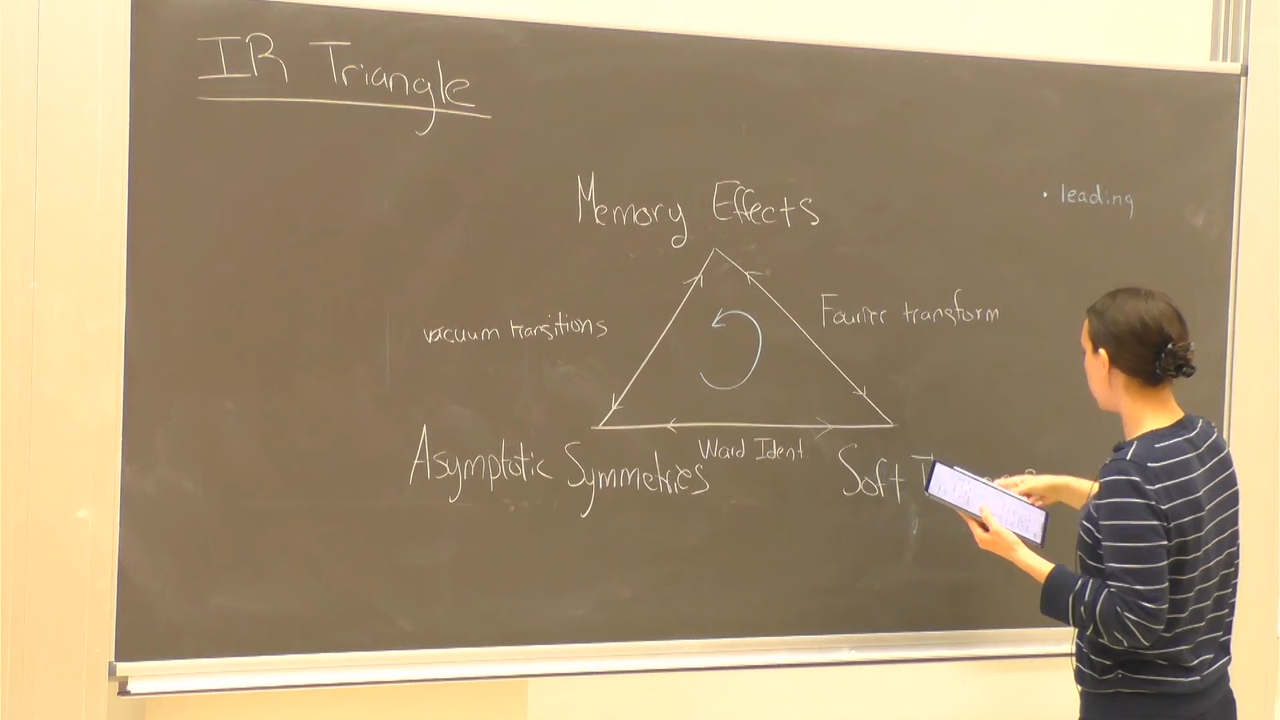 IR Triangle
Memory Effects
• leading
vacuum transitions
Fourier transform
Ward Ident
Asymptotic Symmetries
Soft